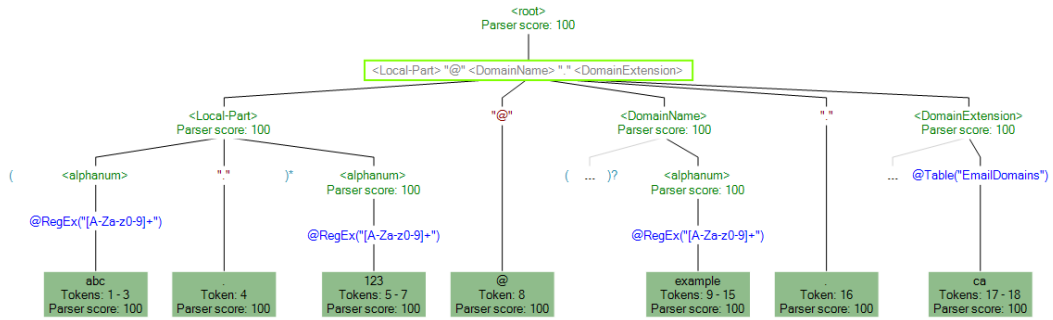 <root>
Parser score: 100
<Local-Part> "@" <DomainName> "." <DomainExtension>
<Local-Part>
Parser score: 100
"@"
<DomainName>
Parser score: 100
"."
<DomainExtension>
Parser score: 100
( <alphanum> "." )* <alphanum>
Parser score: 100
( ... )? <alphanum>
Parser score: 100
... @Table("EmailDomains")
@RegEx("[A-Za-z0-9]+")
@RegEx("[A-Za-z0-9]+")
@RegEx("[A-Za-z0-9]+")
abc
Tokens: 1 - 3
Parser score: 100
.
Token: 4
Parser score: 100
123
Tokens: 5 - 7
Parser score: 100
@
Token: 8
Parser score: 100
example
Tokens: 9 - 15
Parser score: 100
.
Token: 16
Parser score: 100
ca
Tokens: 17 - 18
Parser score: 100